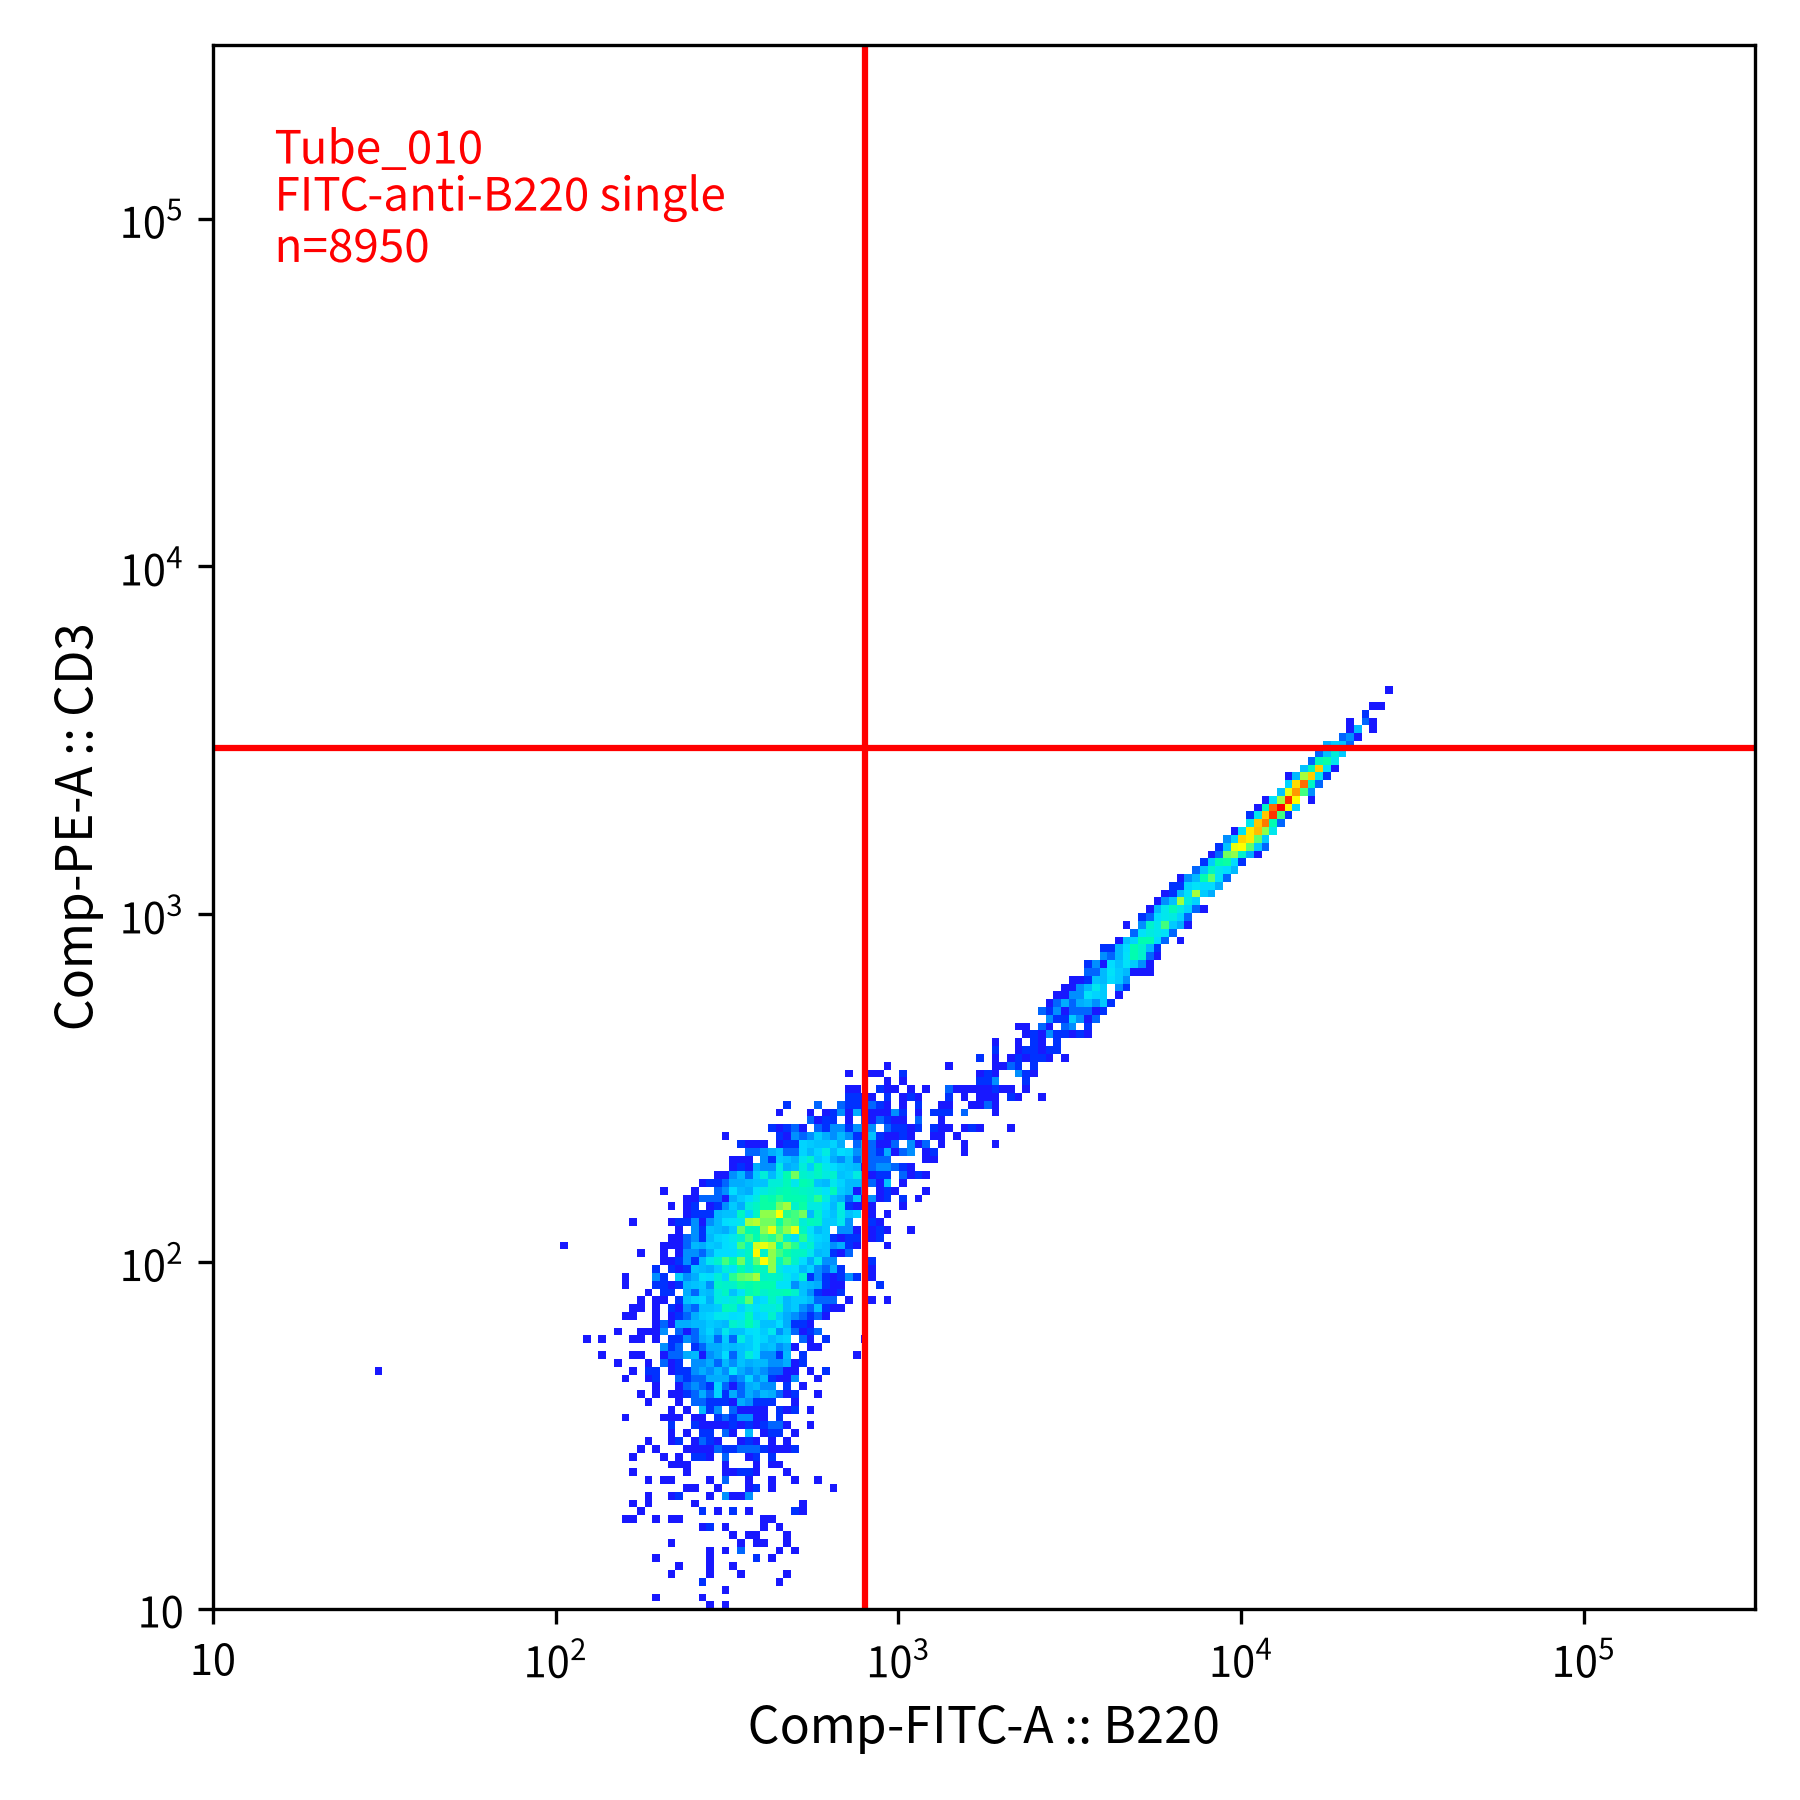 Tube_010
FITC-anti-B220 single
n=8950
10⁵
10⁴
10³
10²
10
Comp-PE-A :: CD3
10
10²
10³
10⁴
10⁵
Comp-FITC-A :: B220